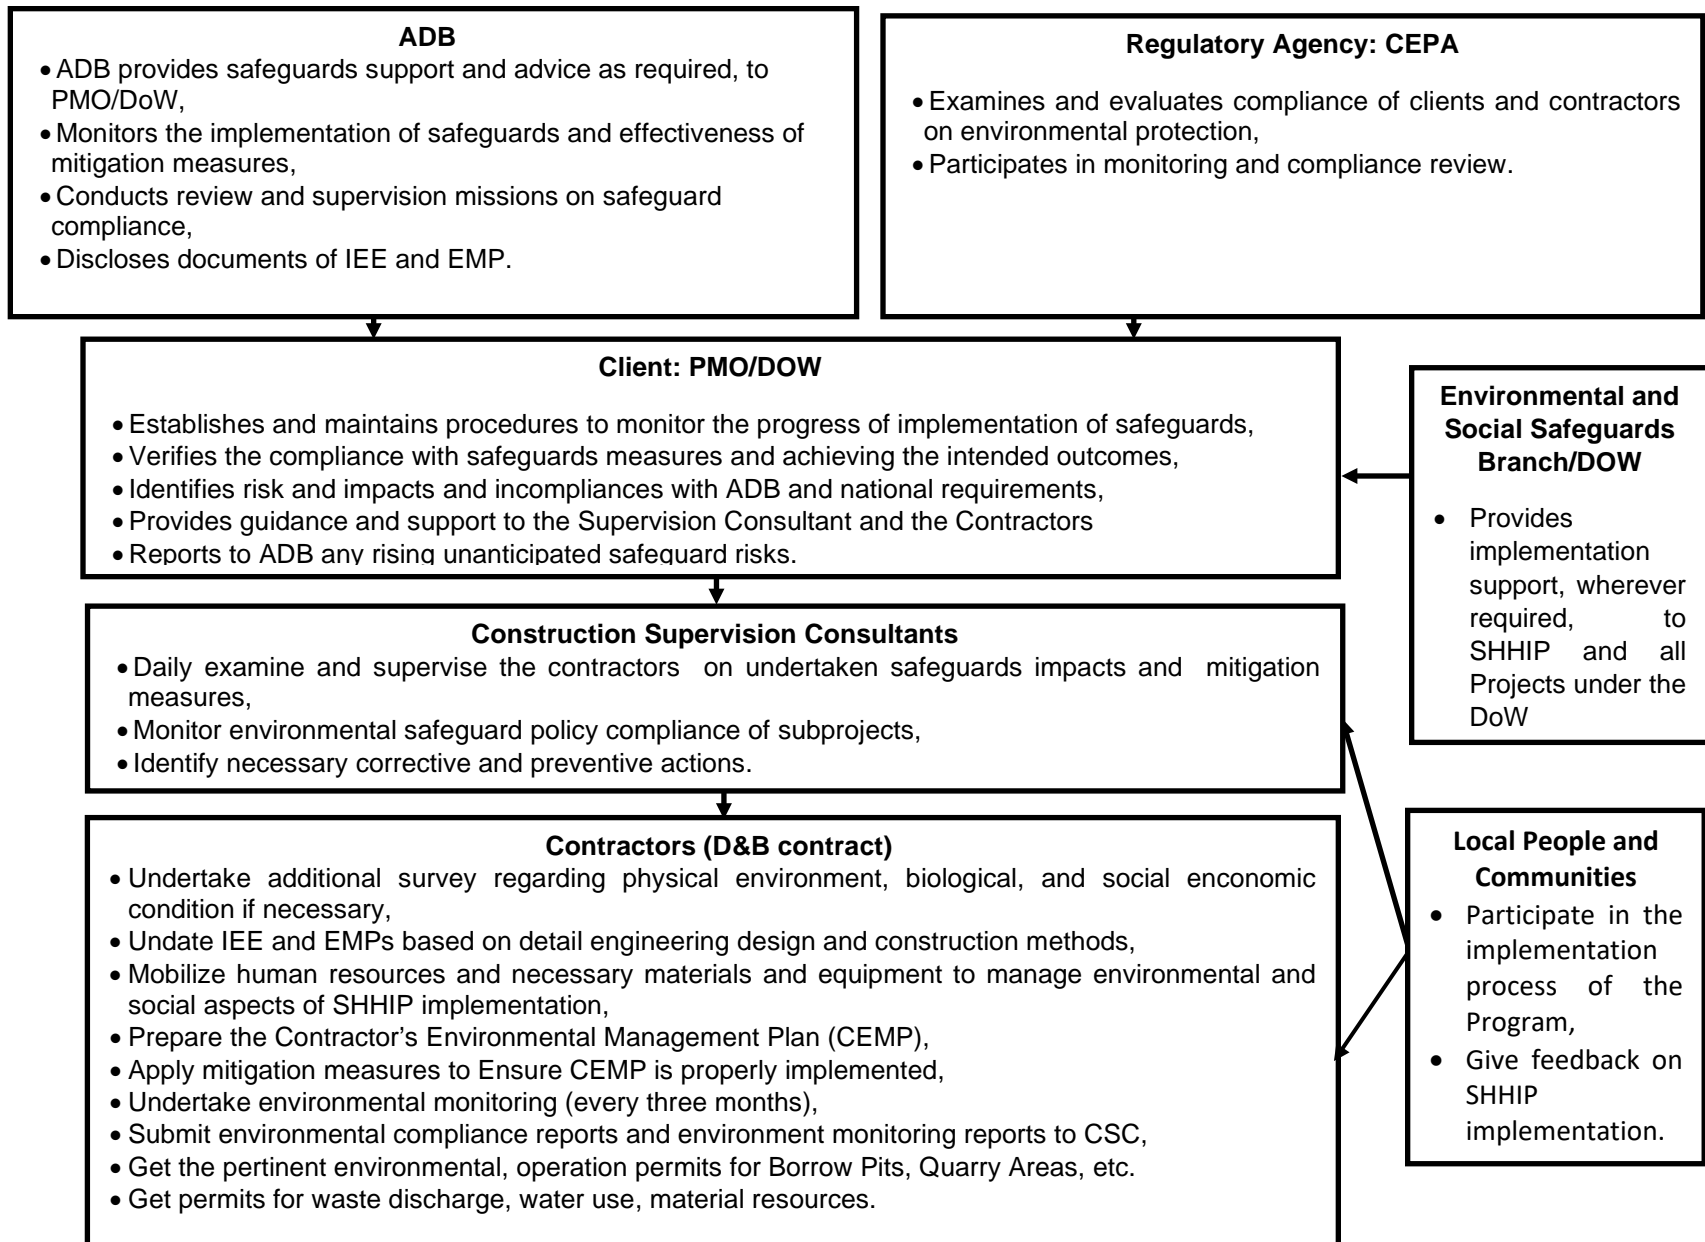 ADB
• ADB provides safeguards support and advice as required, to
PMO/DoW,
• Monitors the implementation of safeguards and effectiveness of
mitigation measures,
• Conducts review and supervision missions on safeguard
compliance,
• Discloses documents of IEE and EMP.
Regulatory Agency: CEPA
• Examines and evaluates compliance of clients and contractors
on environmental protection,
• Participates in monitoring and compliance review.
Client: PMO/DOW
• Establishes and maintains procedures to monitor the progress of implementation of safeguards,
• Verifies the compliance with safeguards measures and achieving the intended outcomes,
• Identifies risk and impacts and incompliances with ADB and national requirements,
• Provides guidance and support to the Supervision Consultant and the Contractors
• Reports to ADB any rising unanticipated safeguard risks.
Environmental and
Social Safeguards
Branch/DOW
• Provides
implementation
support, wherever
required, to
SHHIP and all
Projects under the
DoW
Construction Supervision Consultants
• Daily examine and supervise the contractors on undertaken safeguards impacts and mitigation
measures,
• Monitor environmental safeguard policy compliance of subprojects,
• Identify necessary corrective and preventive actions.
Contractors (D&B contract)
• Undertake additional survey regarding physical environment, biological, and social enconomic
condition if necessary,
• Undate IEE and EMPs based on detail engineering design and construction methods,
• Mobilize human resources and necessary materials and equipment to manage environmental and
social aspects of SHHIP implementation,
• Prepare the Contractor’s Environmental Management Plan (CEMP),
• Apply mitigation measures to Ensure CEMP is properly implemented,
• Undertake environmental monitoring (every three months),
• Submit environmental compliance reports and environment monitoring reports to CSC,
• Get the pertinent environmental, operation permits for Borrow Pits, Quarry Areas, etc.
• Get permits for waste discharge, water use, material resources.
Local People and
Communities
• Participate in the
implementation
process of the
Program,
• Give feedback on
SHHIP
implementation.